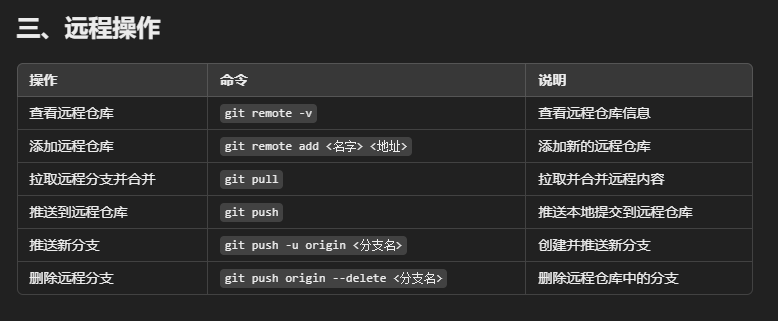 三、远程操作
操作 命令 说明
查看远程仓库 git remote -v 查看远程仓库信息
添加远程仓库 git remote add <名字> <地址> 添加新的远程仓库
拉取远程分支并合并 git pull 拉取并合并远程内容
推送到远程仓库 git push 推送本地提交到远程仓库
推送新分支 git push -u origin <分支名> 创建并推送新分支
删除远程分支 git push origin --delete <分支名> 删除远程仓库中的分支